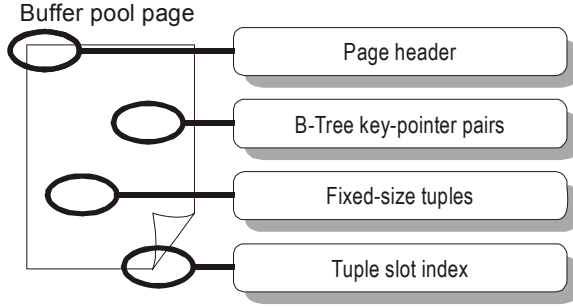 Buffer pool page
Page header
B-Tree key-pointer pairs
Fixed-size tuples
Tuple slot index